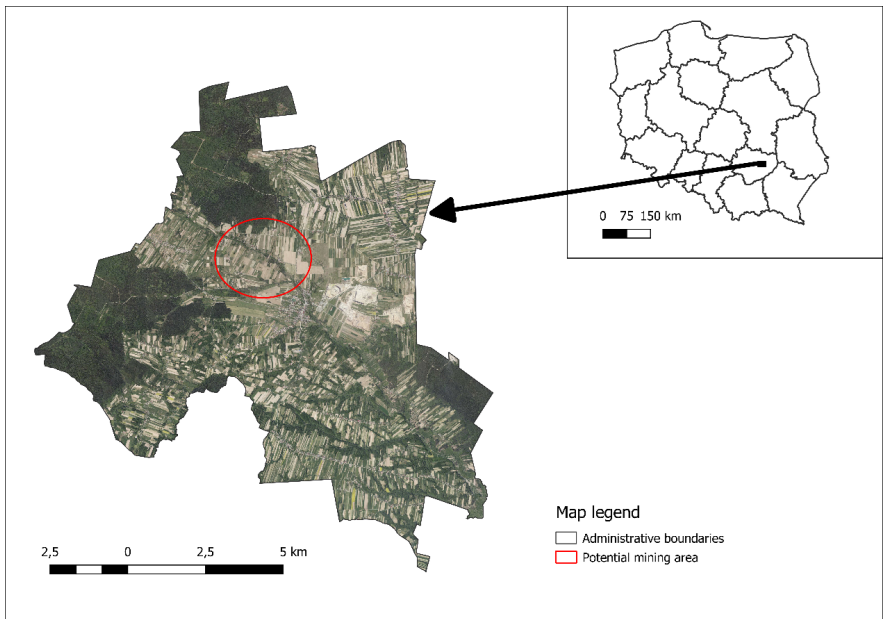 0 75 150 km
Map legend
Administrative boundaries
Potential mining area
2,5 0 2,5 5 km